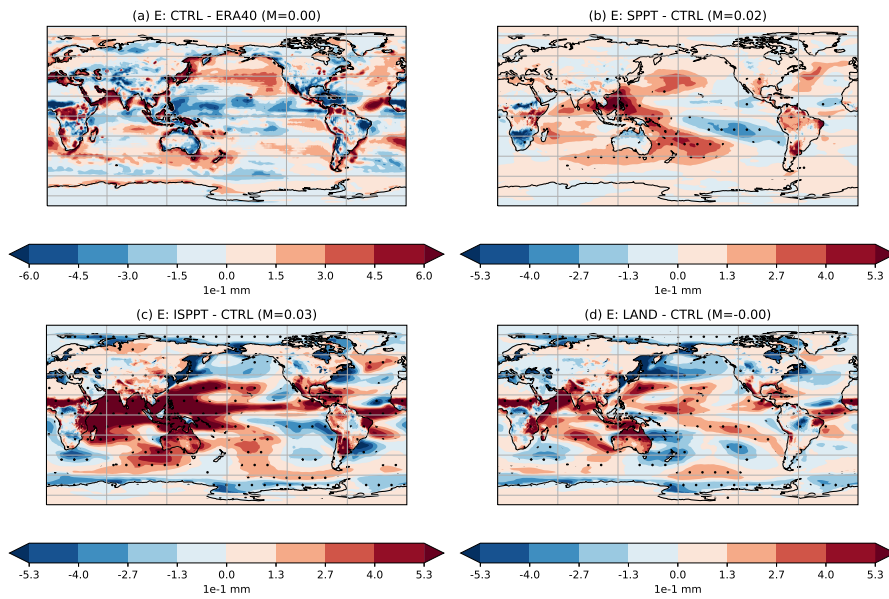 (a) E: CTRL - ERA40 (M=0.00)
-6.0 -4.5 -3.0 -1.5 0.0 1.5 3.0 4.5 6.0
1e-1 mm
(b) E: SPPT - CTRL (M=0.02)
-5.3 -4.0 -2.7 -1.3 0.0 1.3 2.7 4.0 5.3
1e-1 mm
(c) E: ISPPT - CTRL (M=0.03)
-5.3 -4.0 -2.7 -1.3 0.0 1.3 2.7 4.0 5.3
1e-1 mm
(d) E: LAND - CTRL (M=-0.00)
-5.3 -4.0 -2.7 -1.3 0.0 1.3 2.7 4.0 5.3
1e-1 mm